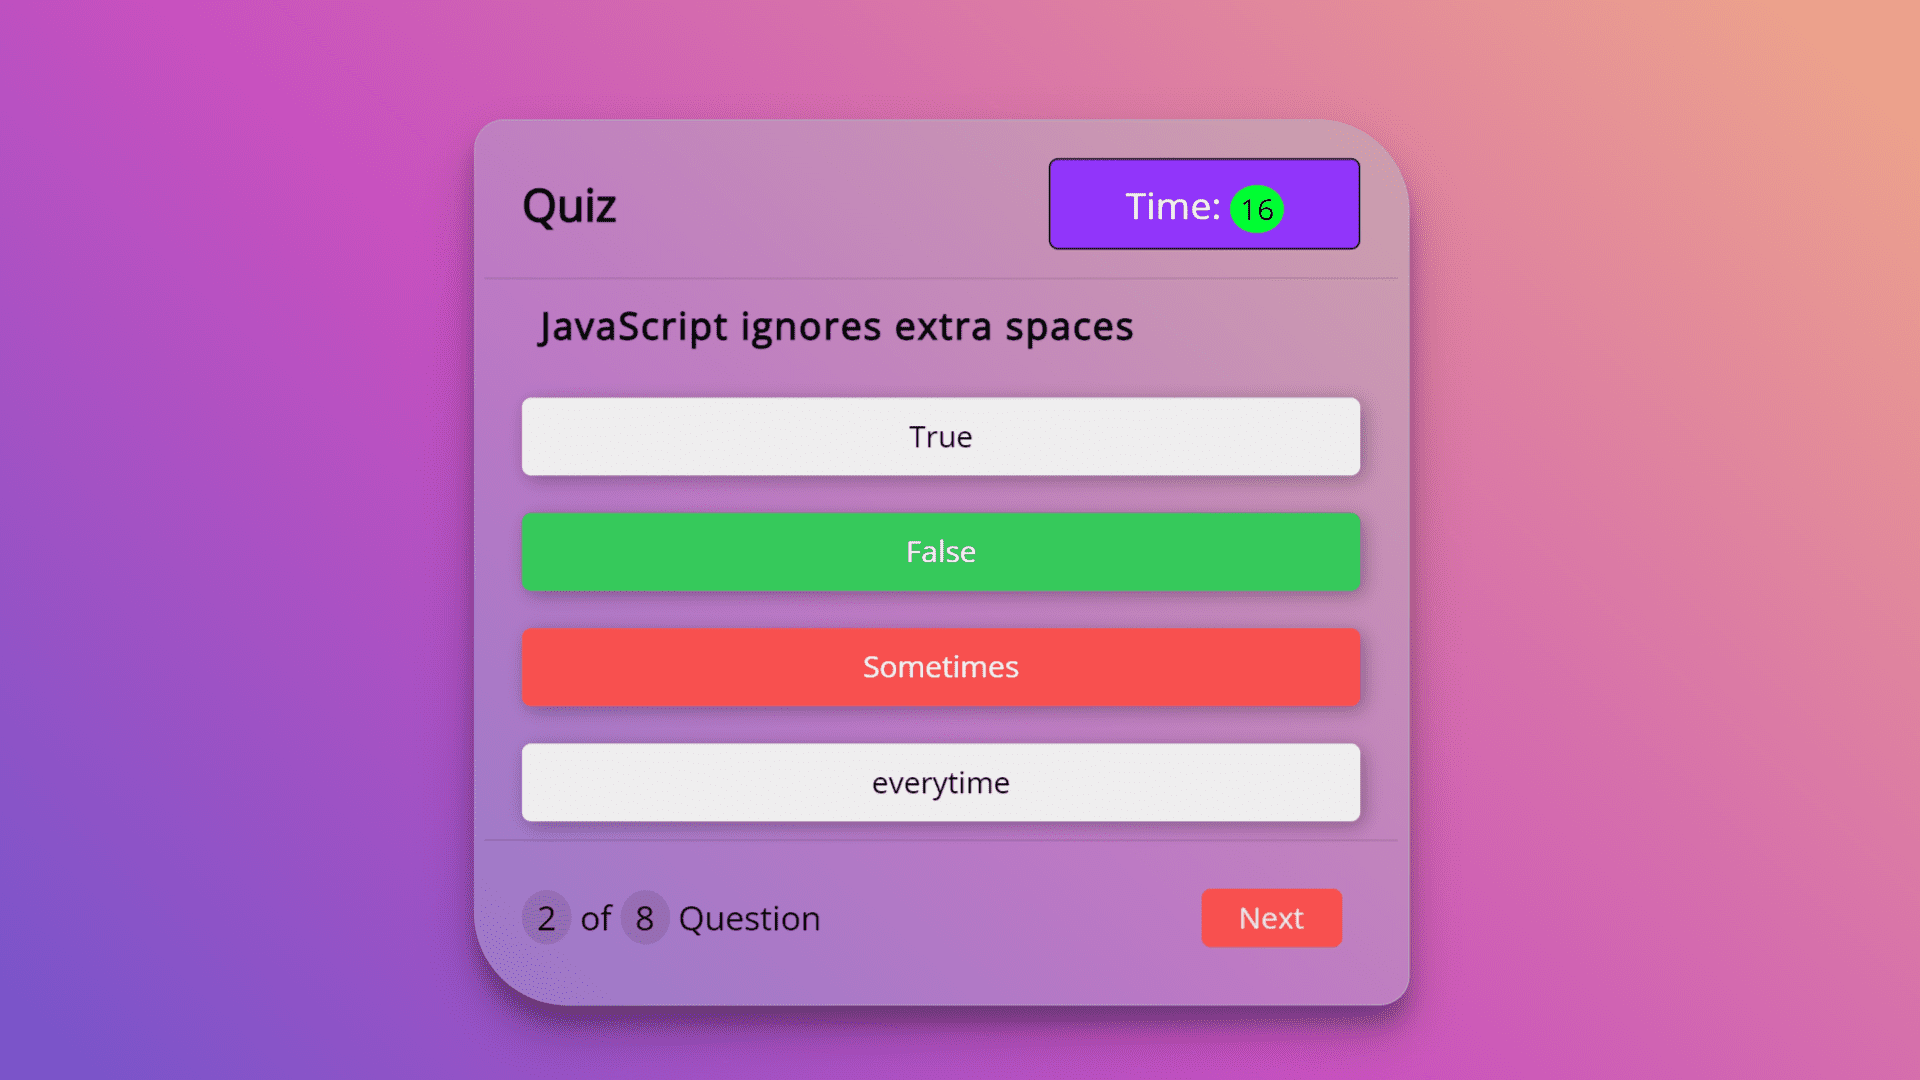 Quiz
Time: 16
JavaScript ignores extra spaces
True
False
Sometimes
everytime
2 of 8 Question
Next